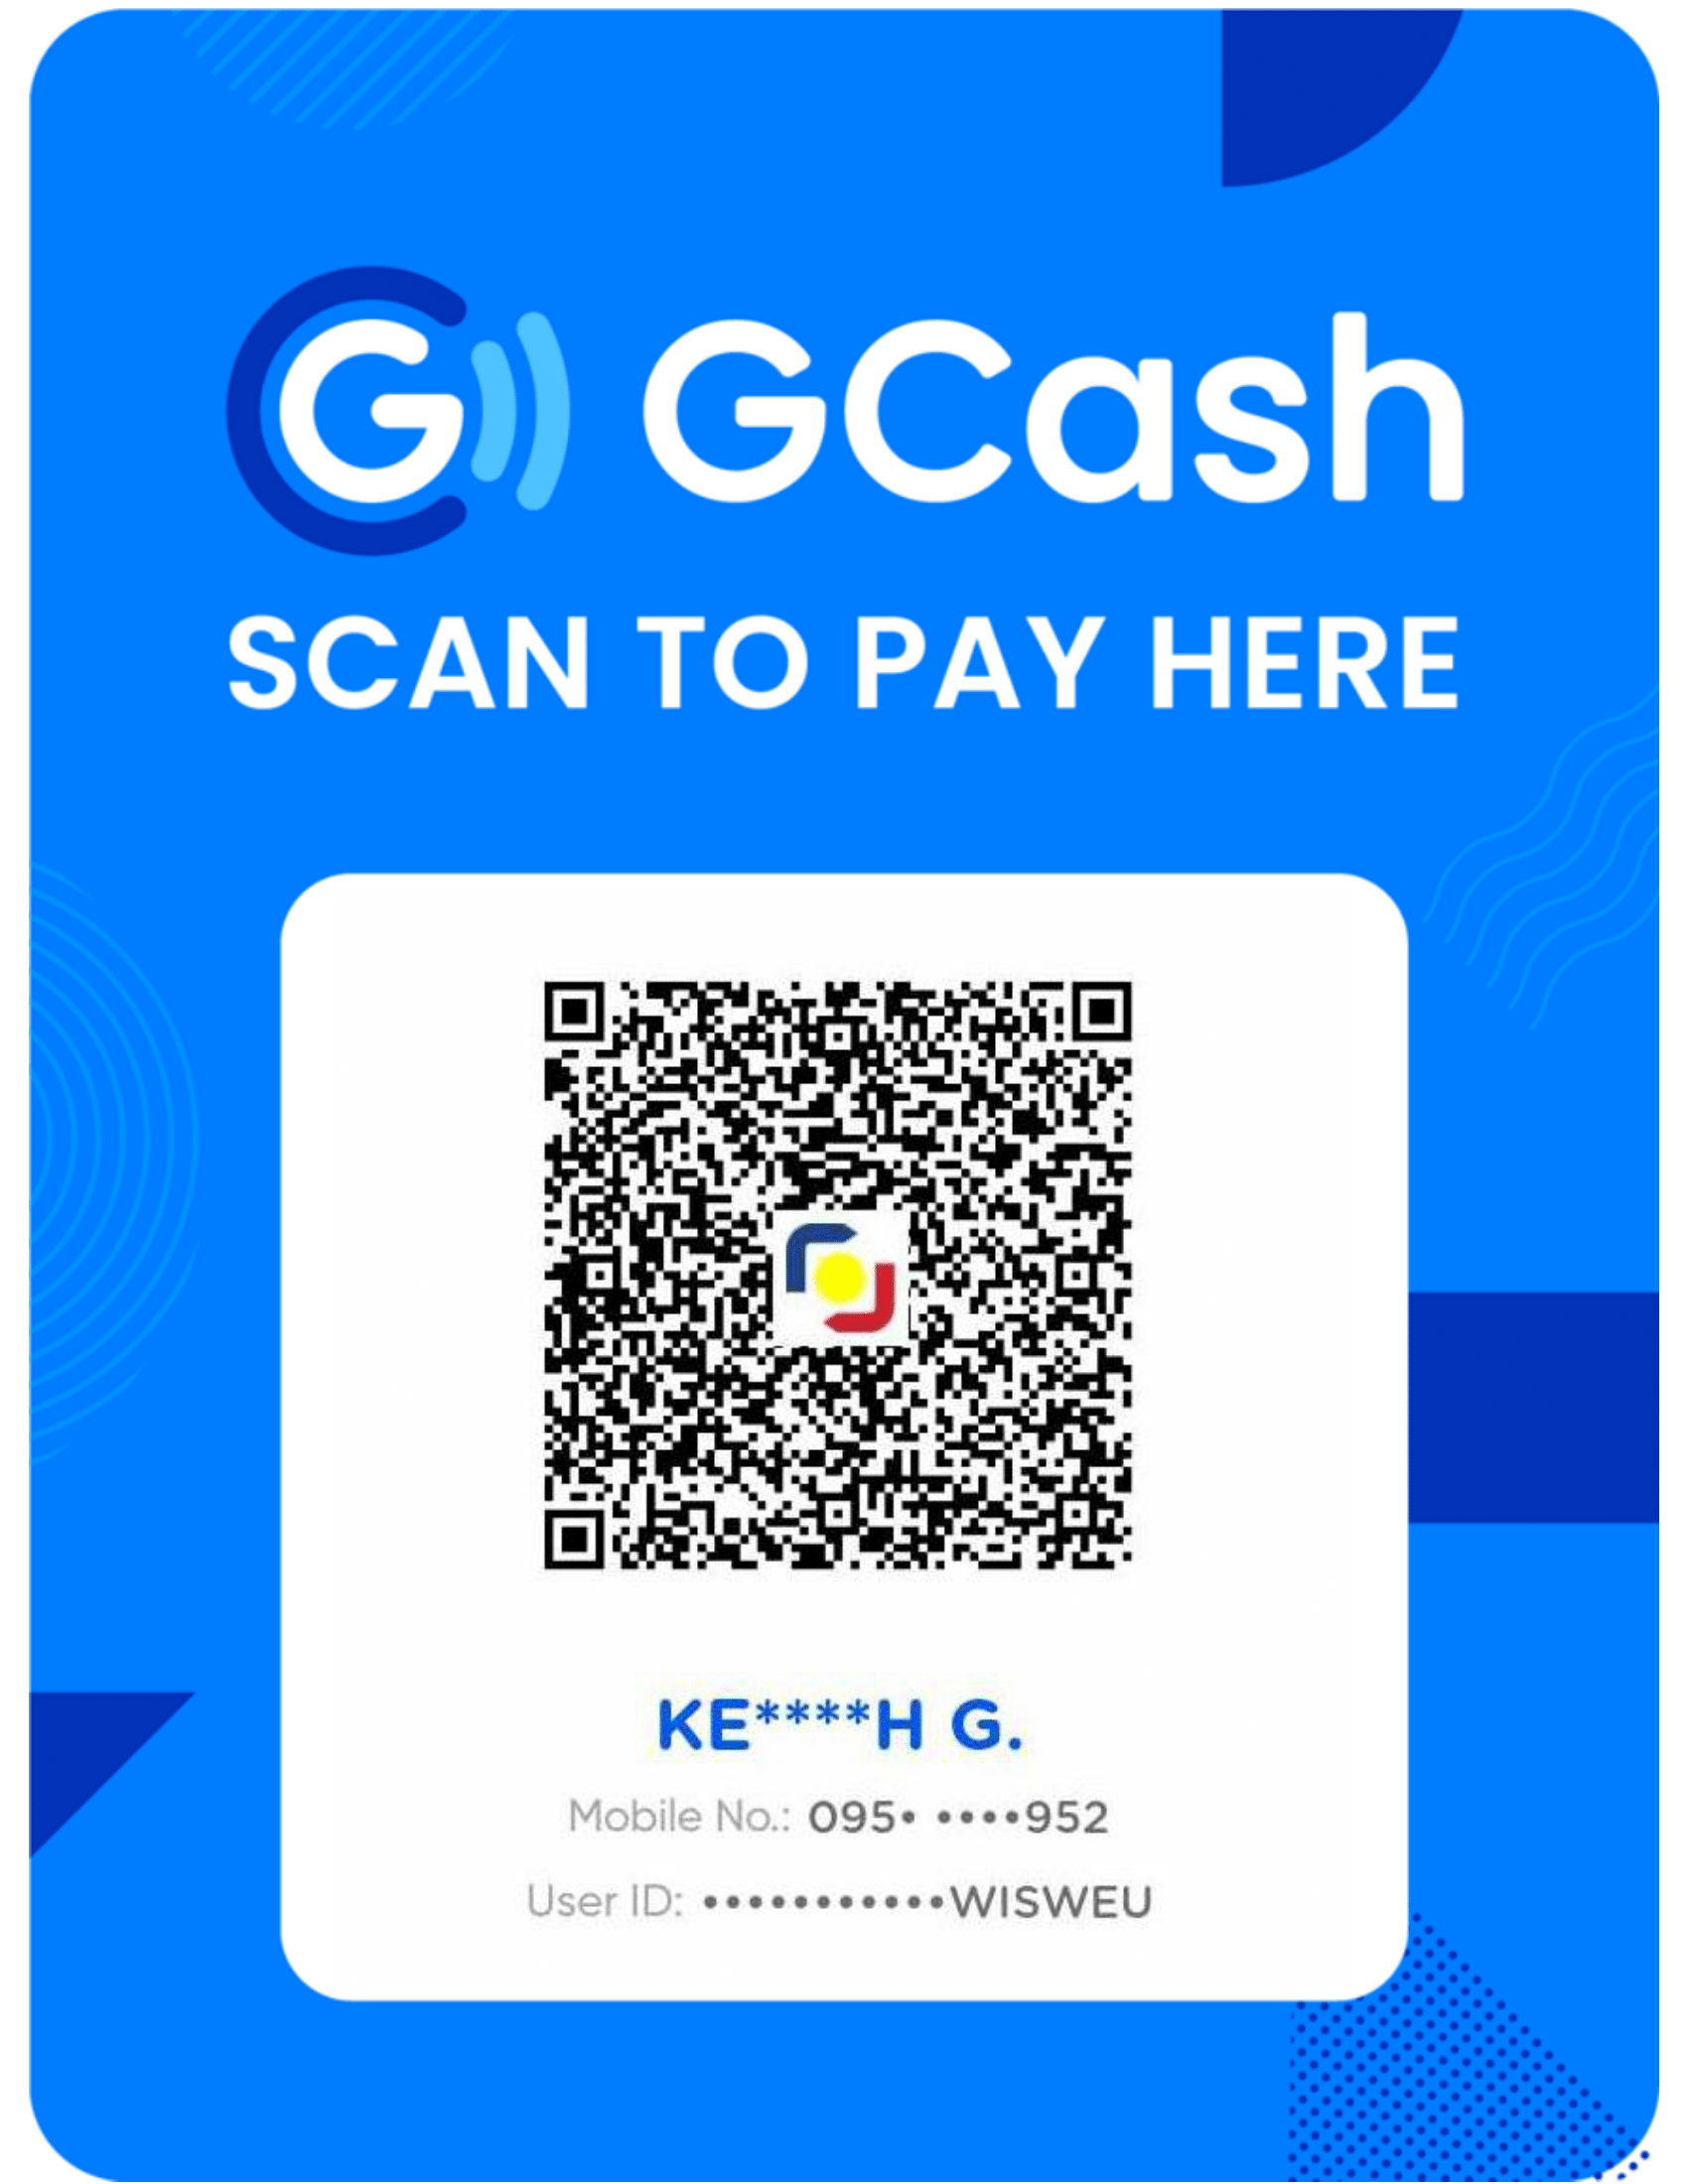 GCash
SCAN TO PAY HERE
KE****H G.
Mobile No.: 095• ••••952
User ID: •••••••••••WISWEU